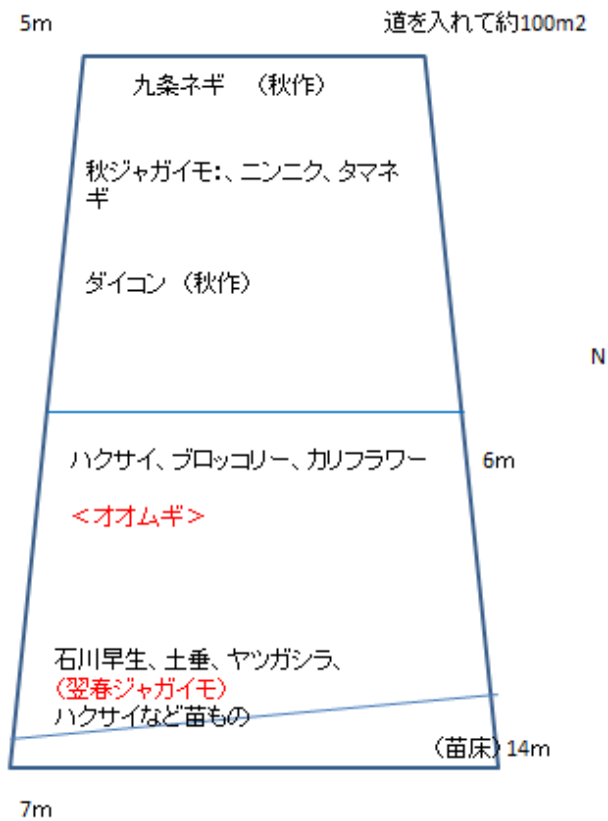 5m
道を入れて約100m2
九条ネギ （秋作）
秋ジャガイモ:、ニンニク、タマネ
ギ
ダイコン （秋作）
N
ハクサイ、ブロッコリー、カリフラワー
6m
＜オオムギ＞
石川早生、土垂、ヤツガシラ、
（翌春ジャガイモ）
ハクサイなど苗もの
（苗床）
14m
7m